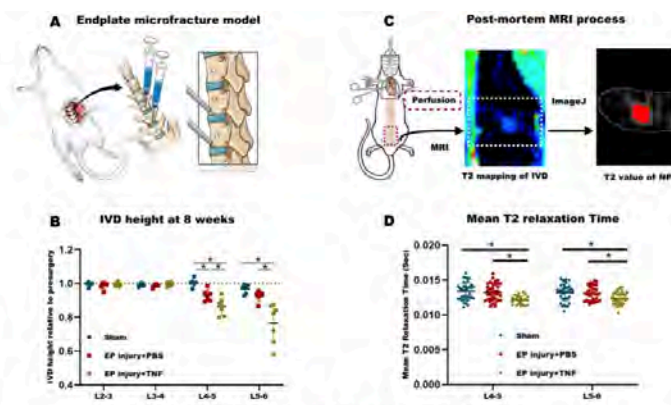 A Endplate microfracture model
C Post-mortem MRI process
Perfusion
MRI
ImageJ
T2 mapping of IVD
T2 value of NP
B IVD height at 8 weeks
IVD height relative to presurgery
1.2
1.0
0.8
0.6
0.4
Sham
EP injury+PBS
EP injury+TNF
L2-3
L3-4
L4-5
L5-6
D Mean T2 relaxation Time
Mean T2 Relaxation Time (Sec)
0.020
0.015
0.010
0.005
0.000
Sham
EP injury+PBS
EP injury+TNF
L4-5
L5-6